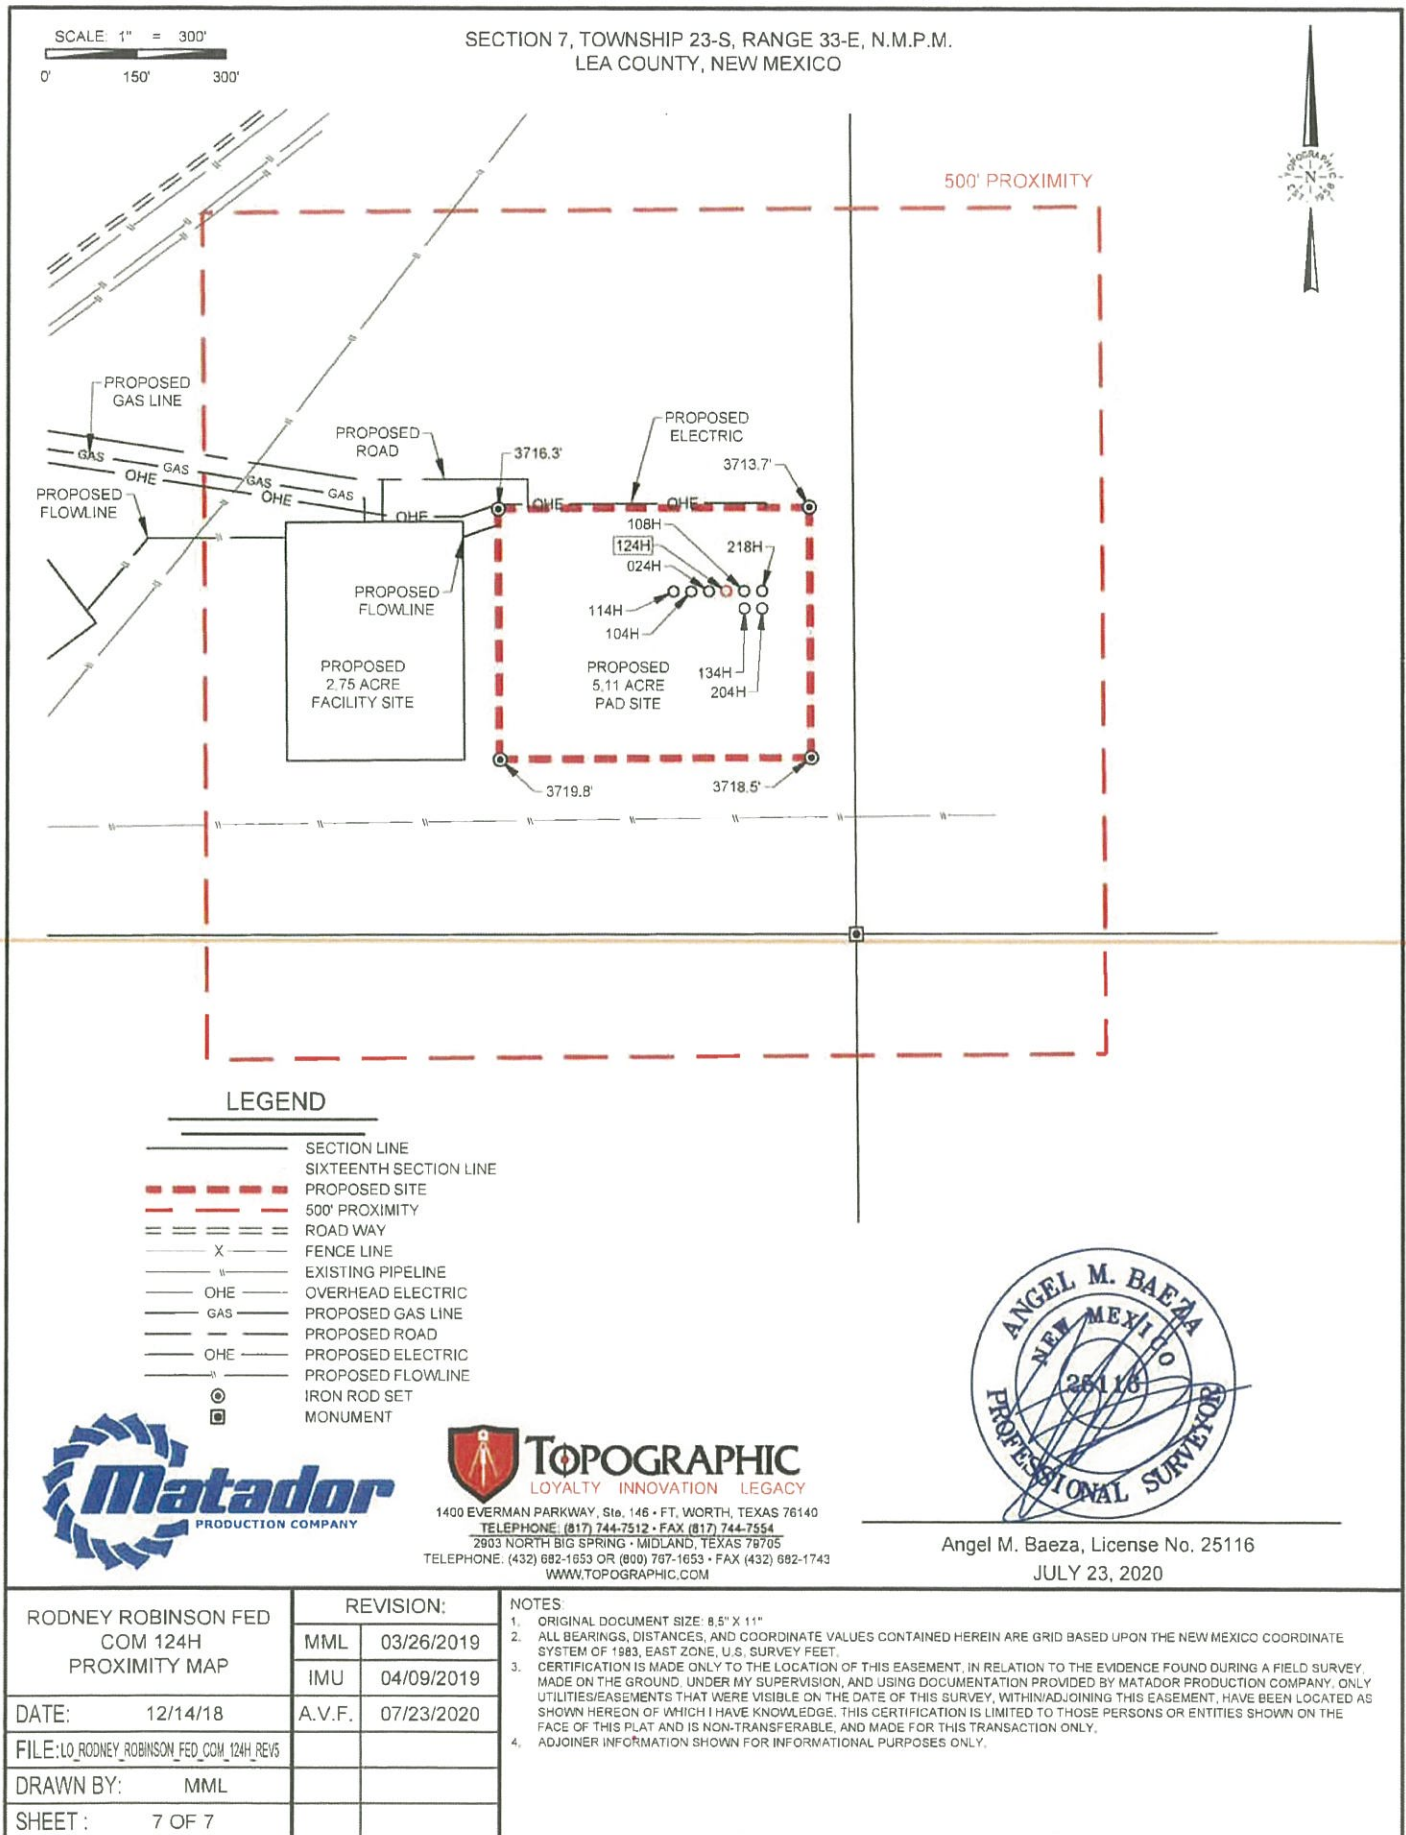 SCALE: 1" = 300'
0' 150' 300'
SECTION 7, TOWNSHIP 23-S, RANGE 33-E, N.M.P.M.
LEA COUNTY, NEW MEXICO
N
500' PROXIMITY
PROPOSED
GAS LINE
PROPOSED
ROAD
PROPOSED
ELECTRIC
3716.3'
3713.7'
GAS
GAS
GAS
GAS
OHE
OHE
OHE
OHE
OHE
PROPOSED
FLOWLINE
108H
124H
218H
024H
PROPOSED
FLOWLINE
114H
104H
PROPOSED
2.75 ACRE
FACILITY SITE
PROPOSED
5.11 ACRE
PAD SITE
134H
204H
3719.8'
3718.5'
LEGEND
SECTION LINE
SIXTEENTH SECTION LINE
PROPOSED SITE
500' PROXIMITY
ROAD WAY
X FENCE LINE
EXISTING PIPELINE
OHE OVERHEAD ELECTRIC
GAS PROPOSED GAS LINE
PROPOSED ROAD
OHE PROPOSED ELECTRIC
PROPOSED FLOWLINE
IRON ROD SET
MONUMENT
Matador
PRODUCTION COMPANY
TOPOGRAPHIC
LOYALTY INNOVATION LEGACY
1400 EVERMAN PARKWAY, Ste. 146 • FT. WORTH, TEXAS 76140
TELEPHONE: (817) 744-7512 • FAX (817) 744-7554
2903 NORTH BIG SPRING • MIDLAND, TEXAS 79705
TELEPHONE: (432) 682-1653 OR (800) 767-1653 • FAX (432) 682-1743
WWW.TOPOGRAPHIC.COM
ANGEL M. BAEZA
NEW MEXICO
25116
PROFESSIONAL SURVEYOR
Angel M. Baeza, License No. 25116
JULY 23, 2020
RODNEY ROBINSON FED
COM 124H
PROXIMITY MAP
DATE: 12/14/18
FILE:LO_RODNEY_ROBINSON_FED_COM_124H_REV5
DRAWN BY: MML
SHEET : 7 OF 7
REVISION:
MML 03/26/2019
IMU 04/09/2019
A.V.F. 07/23/2020
NOTES:
1. ORIGINAL DOCUMENT SIZE: 8.5" X 11"
2. ALL BEARINGS, DISTANCES, AND COORDINATE VALUES CONTAINED HEREIN ARE GRID BASED UPON THE NEW MEXICO COORDINATE
SYSTEM OF 1983, EAST ZONE, U.S. SURVEY FEET.
3. CERTIFICATION IS MADE ONLY TO THE LOCATION OF THIS EASEMENT, IN RELATION TO THE EVIDENCE FOUND DURING A FIELD SURVEY,
MADE ON THE GROUND, UNDER MY SUPERVISION, AND USING DOCUMENTATION PROVIDED BY MATADOR PRODUCTION COMPANY. ONLY
UTILITIES/EASEMENTS THAT WERE VISIBLE ON THE DATE OF THIS SURVEY, WITHIN/ADJOINING THIS EASEMENT, HAVE BEEN LOCATED AS
SHOWN HEREON OF WHICH I HAVE KNOWLEDGE. THIS CERTIFICATION IS LIMITED TO THOSE PERSONS OR ENTITIES SHOWN ON THE
FACE OF THIS PLAT AND IS NON-TRANSFERABLE, AND MADE FOR THIS TRANSACTION ONLY.
4. ADJOINER INFORMATION SHOWN FOR INFORMATIONAL PURPOSES ONLY.